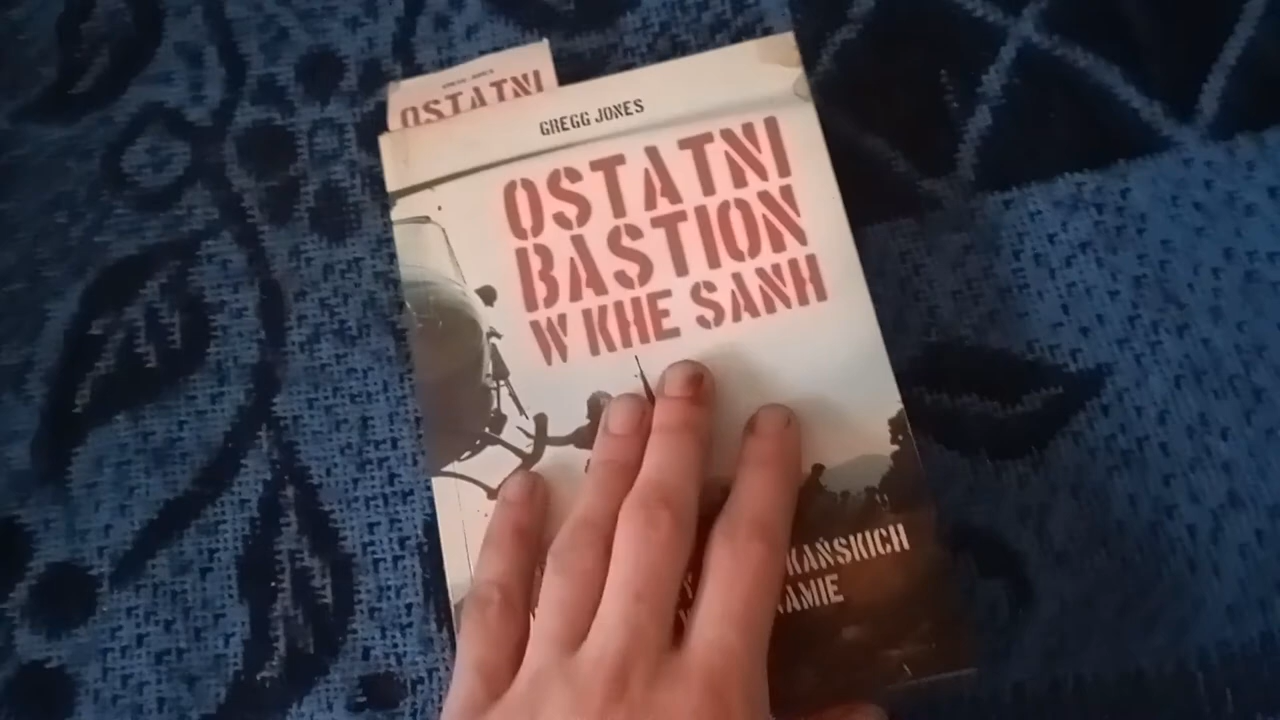 OSTATNI
GREGG JONES
OSTATNI
BASTION
W KHE SANH
KAŃSKICH
AMIE